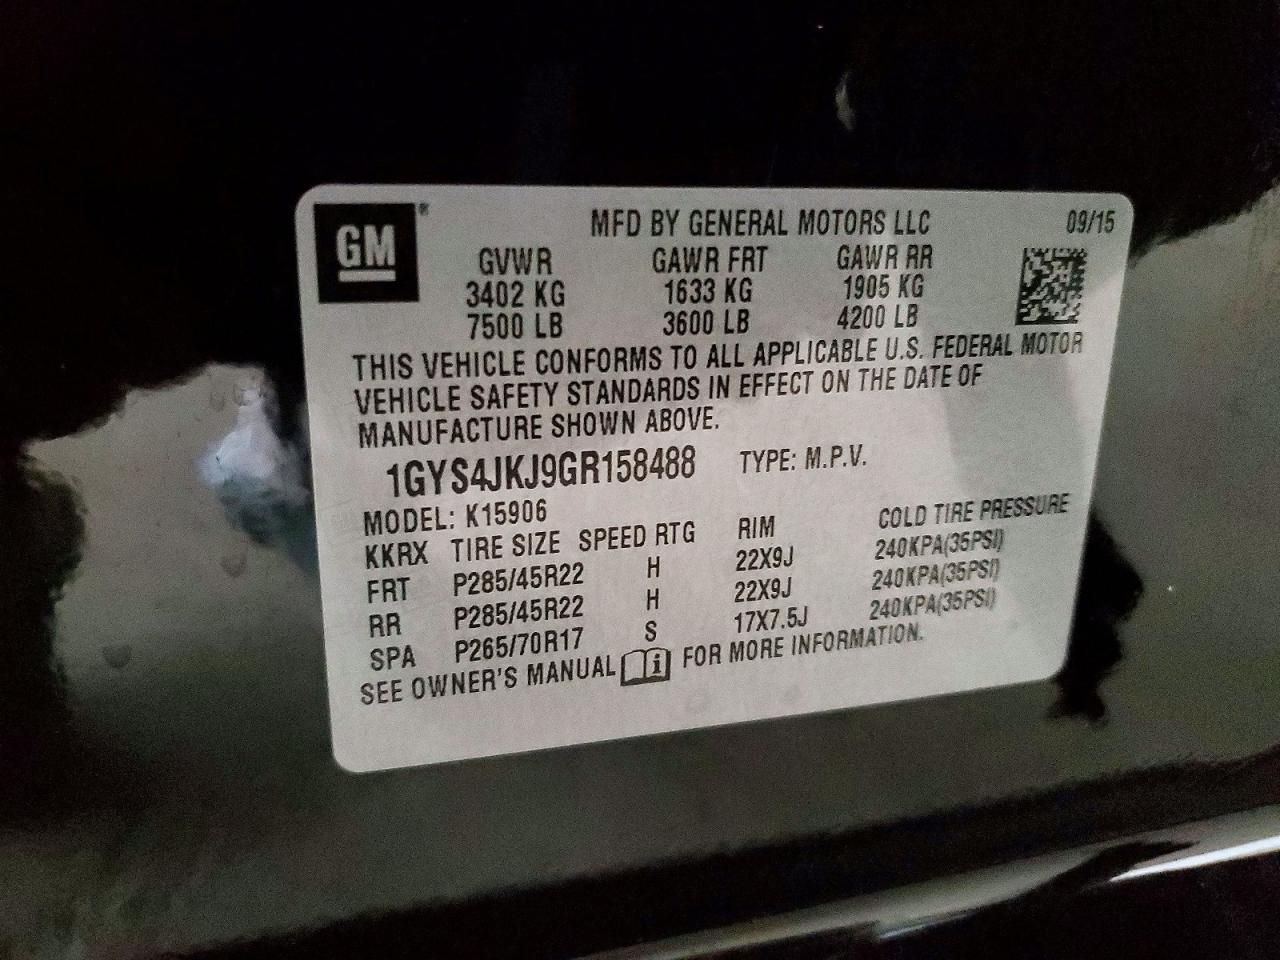 GM®
MFD BY GENERAL MOTORS LLC 09/15
GVWR GAWR FRT GAWR RR
3402 KG 1633 KG 1905 KG
7500 LB 3600 LB 4200 LB
THIS VEHICLE CONFORMS TO ALL APPLICABLE U.S. FEDERAL MOTOR
VEHICLE SAFETY STANDARDS IN EFFECT ON THE DATE OF
MANUFACTURE SHOWN ABOVE.
1GYS4JKJ9GR158488 TYPE: M.P.V.
MODEL: K15906
KKRX TIRE SIZE SPEED RTG RIM COLD TIRE PRESSURE
FRT P285/45R22 H 22X9J 240KPA(35PSI)
RR P285/45R22 H 22X9J 240KPA(35PSI)
SPA P265/70R17 S 17X7.5J 240KPA(35PSI)
SEE OWNER'S MANUAL FOR MORE INFORMATION.